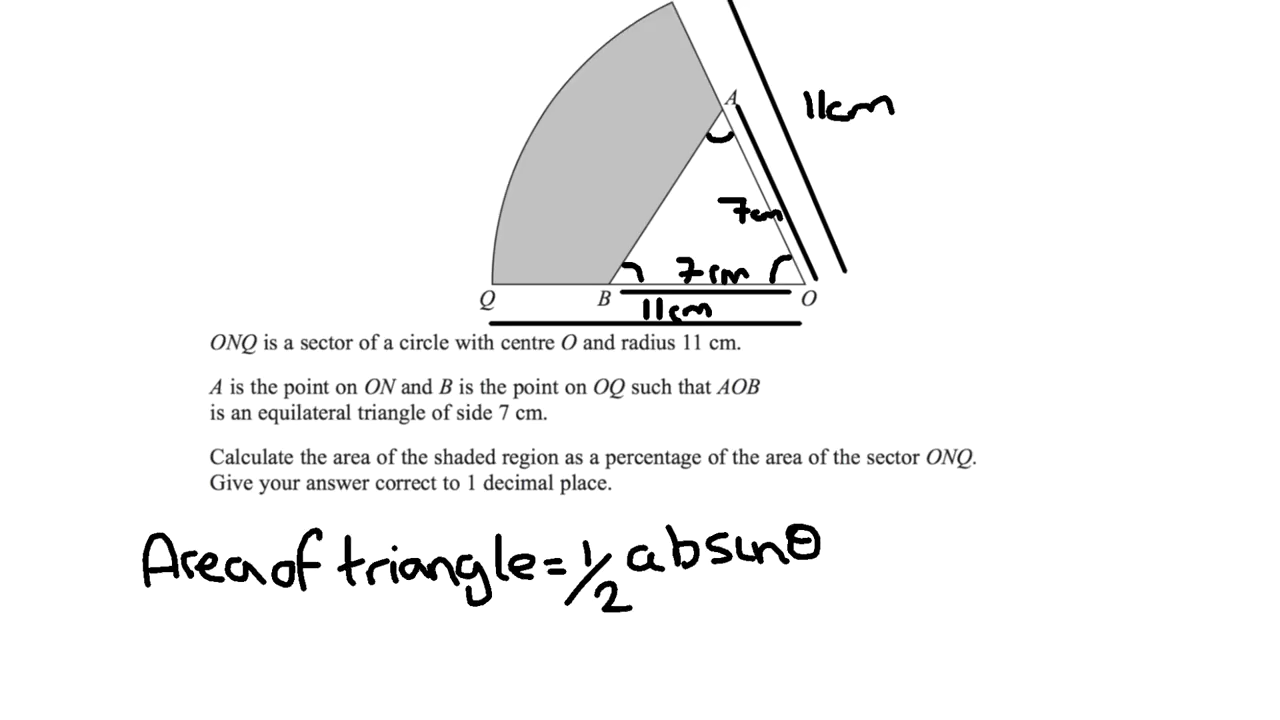 A
11cm
7cm
7cm
Q B O
11cm
ONQ is a sector of a circle with centre O and radius 11 cm.
A is the point on ON and B is the point on OQ such that AOB
is an equilateral triangle of side 7 cm.
Calculate the area of the shaded region as a percentage of the area of the sector ONQ.
Give your answer correct to 1 decimal place.
Area of triangle = 1/2 absinθ